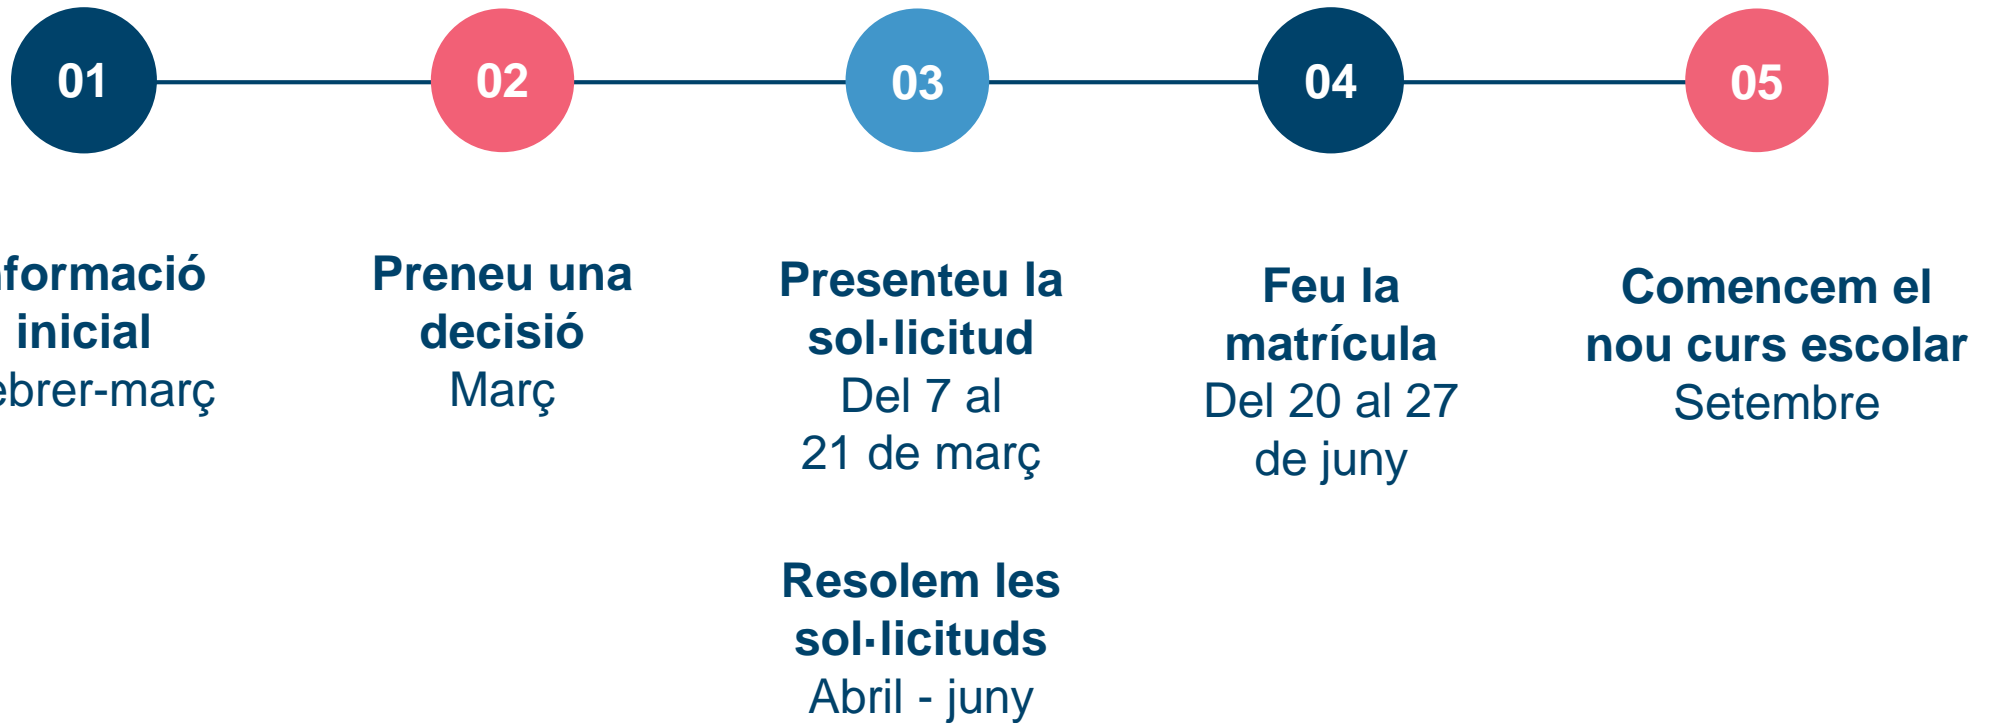 01
02
03
04
05
nformació
inicial
ebrer-març
Preneu una
decisió
Març
Presenteu la
sol·licitud
Del 7 al
21 de març
Resolem les
sol·licituds
Abril - juny
Feu la
matrícula
Del 20 al 27
de juny
Comencem el
nou curs escolar
Setembre